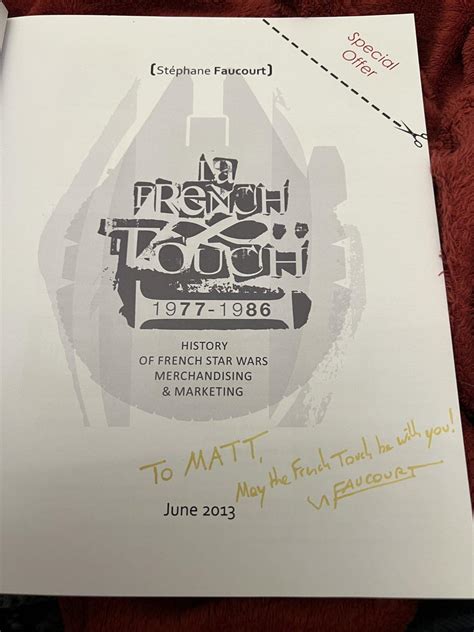 [Stéphane Faucourt]
Special
Offer
La
FRENCH
TOUCH
1977-1986
HISTORY
OF FRENCH STAR WARS
MERCHANDISING
& MARKETING
TO MATT,
May the French Touch be with you!
FAUCOURT
June 2013